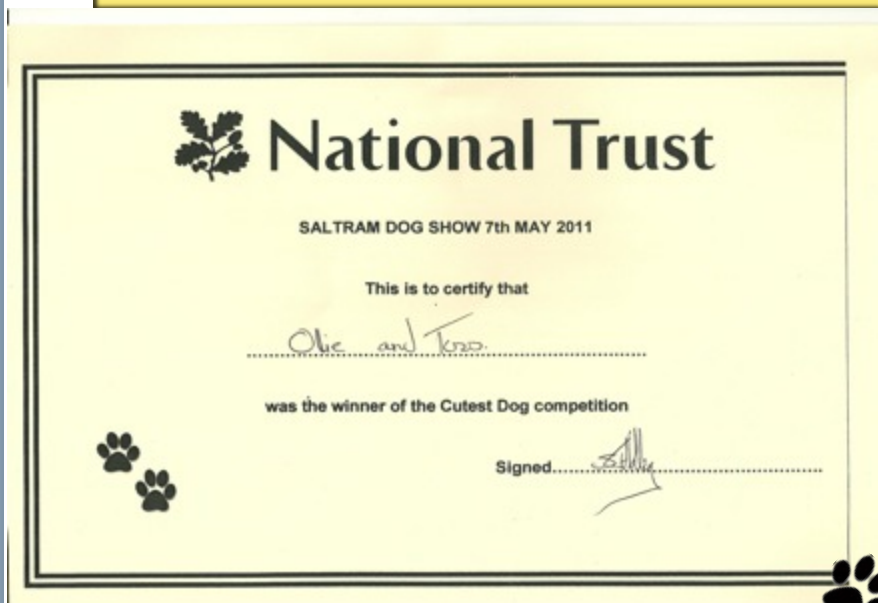 National Trust
SALTRAM DOG SHOW 7th MAY 2011
This is to certify that
Ollie and
was the winner of the Cutest Dog competition
Signed